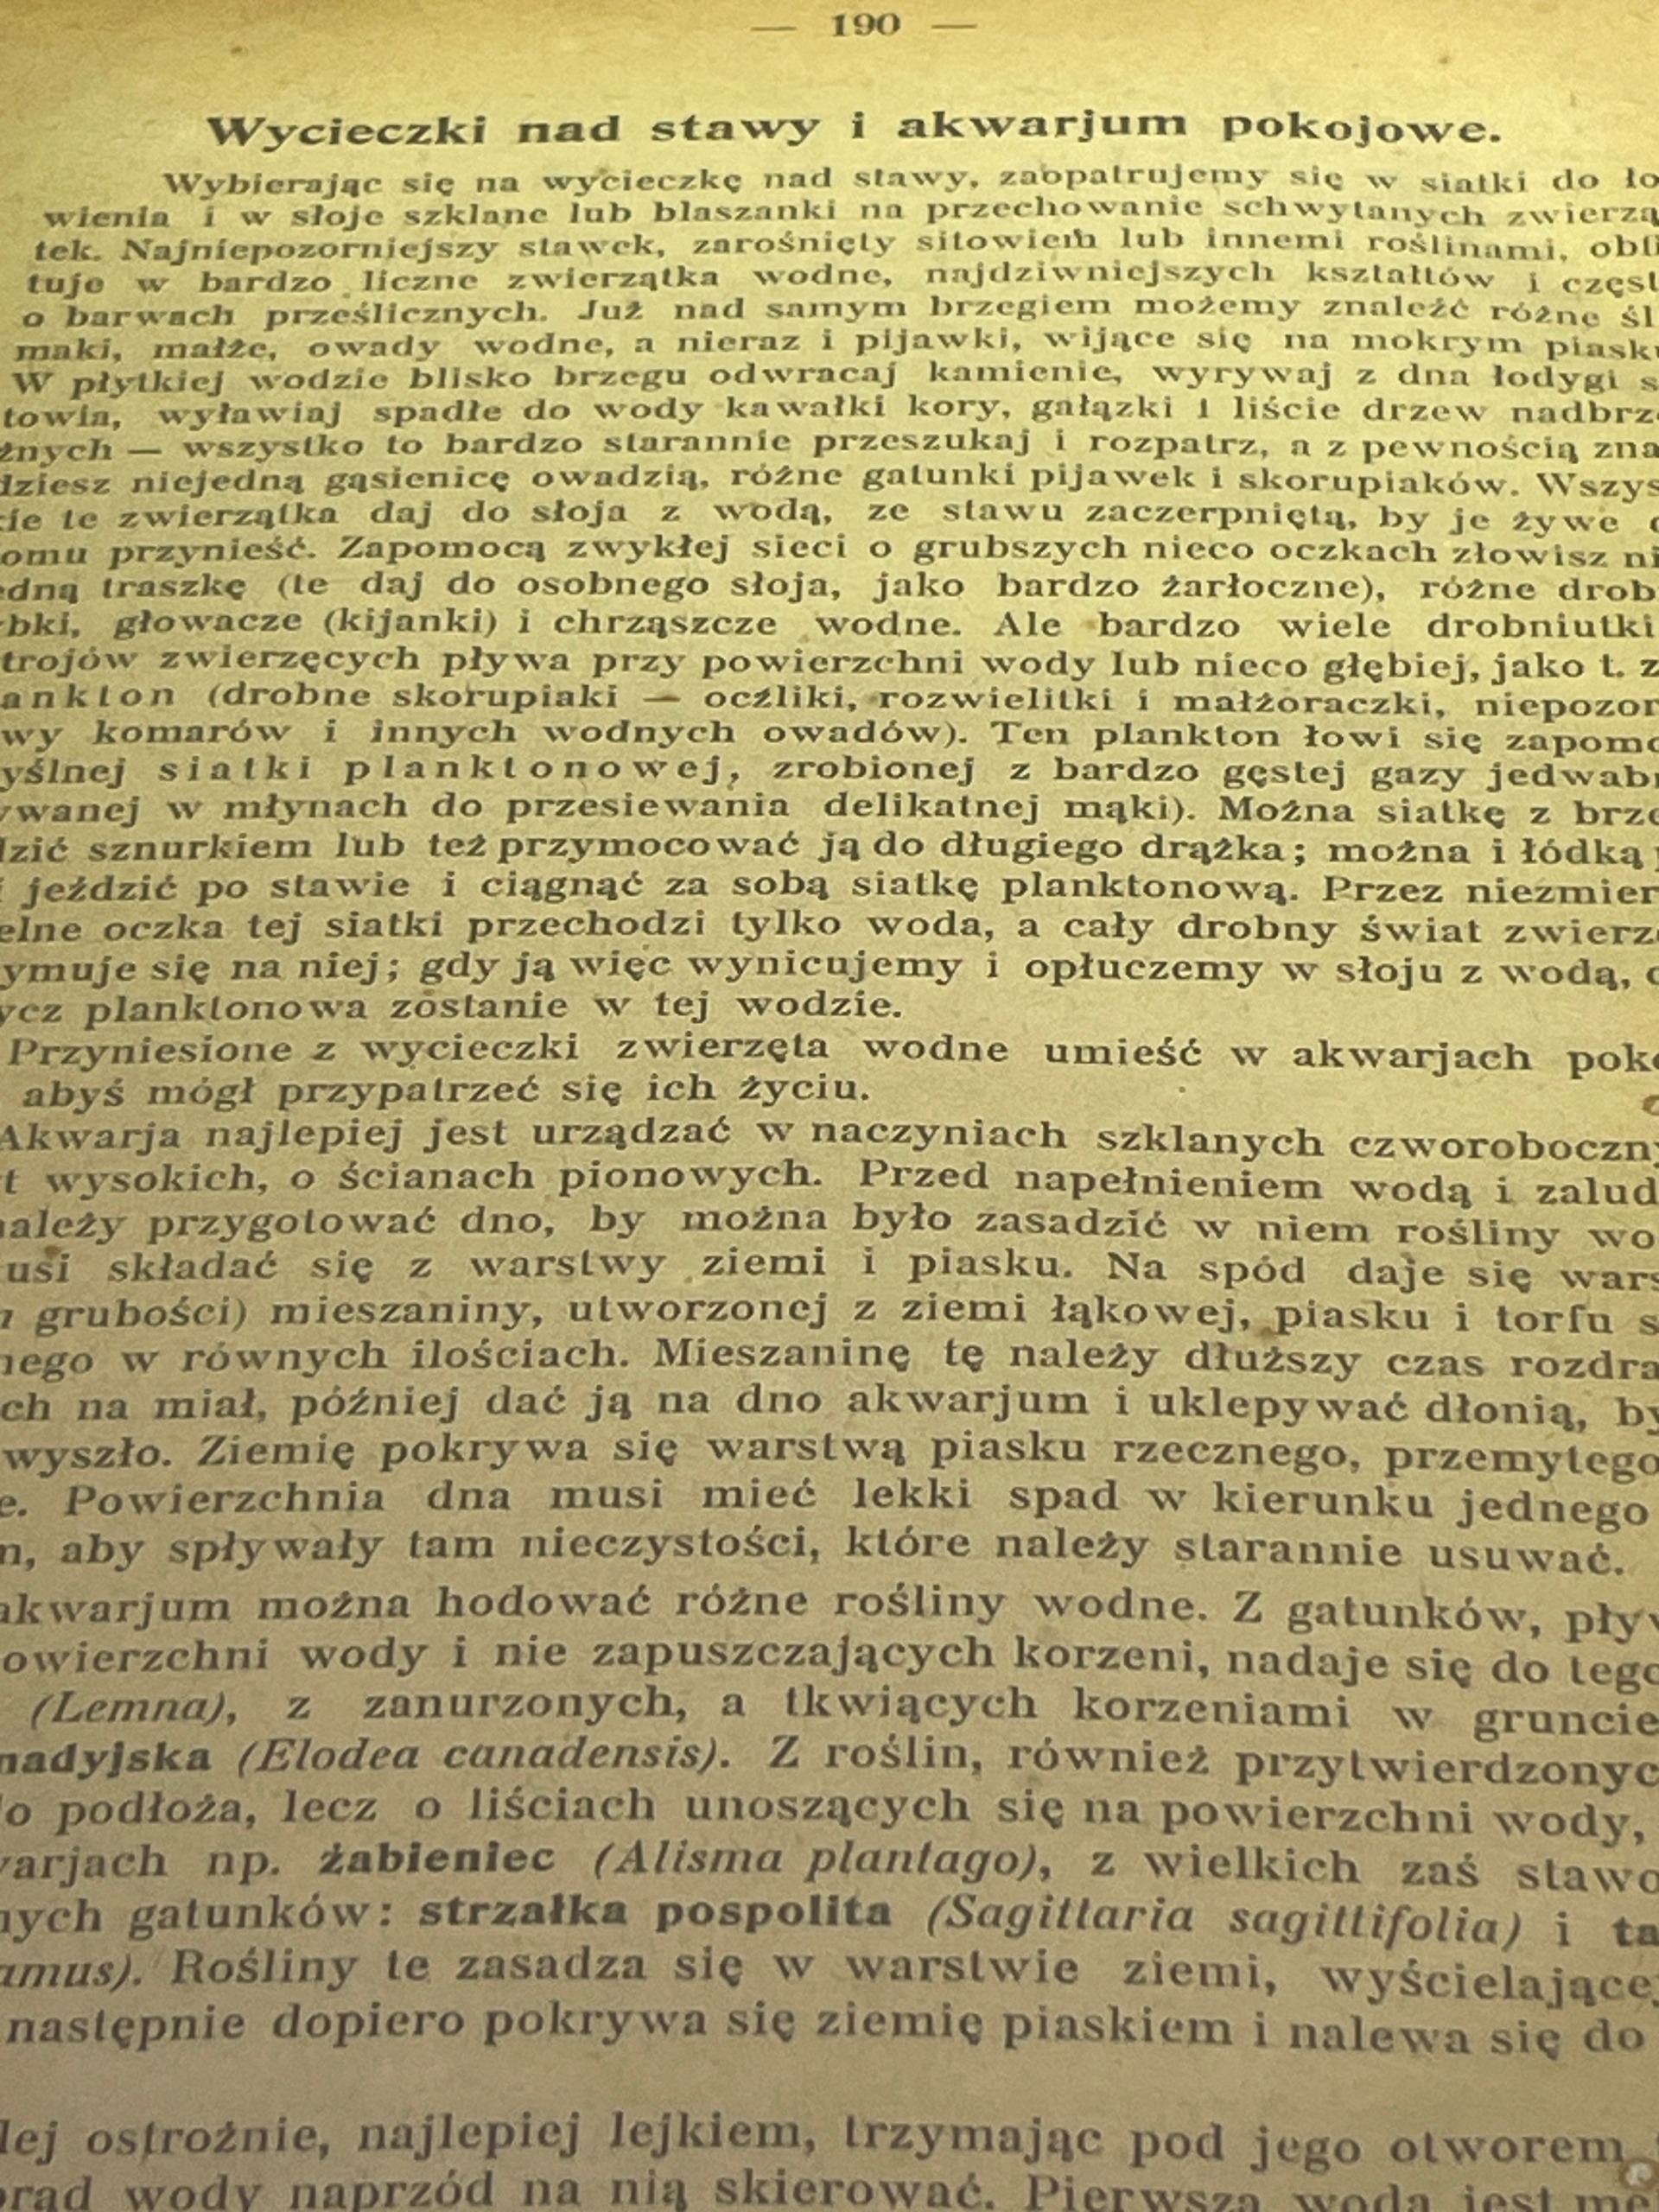 — 190 —
Wycieczki nad stawy i akwarjum pokojowe.
Wybierając się na wycieczkę nad stawy, zaopatrujemy się w siatki do ło
wienia i w słoje szklane lub blaszanki na przechowanie schwytanych zwierzą
tek. Najniepozorniejszy stawek, zarośnięty sitowiem lub innemi roślinami, obfi
tuje w bardzo liczne zwierzątka wodne, najdziwniejszych kształtów i częst
o barwach prześlicznych. Już nad samym brzegiem możemy znaleźć różne śl
maki, małże, owady wodne, a nieraz i pijawki, wijące się na mokrym piask
W płytkiej wodzie blisko brzegu odwracaj kamienie, wyrywaj z dna łodygi s
towia, wyławiaj spadłe do wody kawałki kory, gałązki i liście drzew nadbrz
żnych — wszystko to bardzo starannie przeszukaj i rozpatrz, a z pewnością zna
dziesz niejedną gąsienicę owadzią, różne gatunki pijawek i skorupiaków. Wszys
kie te zwierzątka daj do słoja z wodą, ze stawu zaczerpniętą, by je żywe
omu przynieść. Zapomocą zwykłej sieci o grubszych nieco oczkach złowisz ni
edną traszkę (te daj do osobnego słoja, jako bardzo żarłoczne), różne drob
bki, głowacze (kijanki) i chrząszcze wodne. Ale bardzo wiele drobniutki
trojów zwierzęcych pływa przy powierzchni wody lub nieco głębiej, jako t. z
ankton (drobne skorupiaki — oczliki, rozwielitki i małżoraczki, niepozor
wy komarów i innych wodnych owadów). Ten plankton łowi się zapomo
yślnej siatki planktonowej, zrobionej z bardzo gęstej gazy jedwab
ywanej w młynach do przesiewania delikatnej mąki). Można siatkę z brze
dzić sznurkiem lub też przymocować ją do długiego drążka; można i łódką
i jeździć po stawie i ciągnąć za sobą siatkę planktonową. Przez niezmier
elne oczka tej siatki przechodzi tylko woda, a cały drobny świat zwierz
ymuje się na niej; gdy ją więc wynicujemy i opłuczemy w słoju z wodą,
ycz planktonowa zostanie w tej wodzie.
Przyniesione z wycieczki zwierzęta wodne umieść w akwarjach poko
abyś mógł przypatrzeć się ich życiu.
Akwarja najlepiej jest urządzać w naczyniach szklanych czworoboczny
t wysokich, o ścianach pionowych. Przed napełnieniem wodą i zalud
należy przygotować dno, by można było zasadzić w niem rośliny wo
usi składać się z warstwy ziemi i piasku. Na spód daje się wars
grubości) mieszaniny, utworzonej z ziemi łąkowej, piasku i torfu s
nego w równych ilościach. Mieszaninę tę należy dłuższy czas rozdra
ch na miał, później dać ją na dno akwarjum i uklepywać dłonią, by
wyszło. Ziemię pokrywa się warstwą piasku rzecznego, przemytego
e. Powierzchnia dna musi mieć lekki spad w kierunku jednego
m, aby spływały tam nieczystości, które należy starannie usuwać.
akwarjum można hodować różne rośliny wodne. Z gatunków, pły
owierzchni wody i nie zapuszczających korzeni, nadaje się do tego
(Lemna), z zanurzonych, a tkwiących korzeniami w gruncie
nadyjska (Elodea canadensis). Z roślin, również przytwierdzonyc
do podłoża, lecz o liściach unoszących się na powierzchni wody,
warjach np. żabieniec (Alisma plantago), z wielkich zaś stawo
nych gatunków: strzałka pospolita (Sagittaria sagittifolia) i ta
amus). Rośliny te zasadza się w warstwie ziemi, wyścielającej
następnie dopiero pokrywa się ziemię piaskiem i nalewa się do
lej ostrożnie, najlepiej lejkiem, trzymając pod jego otworem
prąd wody naprzód na nią skierować. Pierwsza woda jest mę